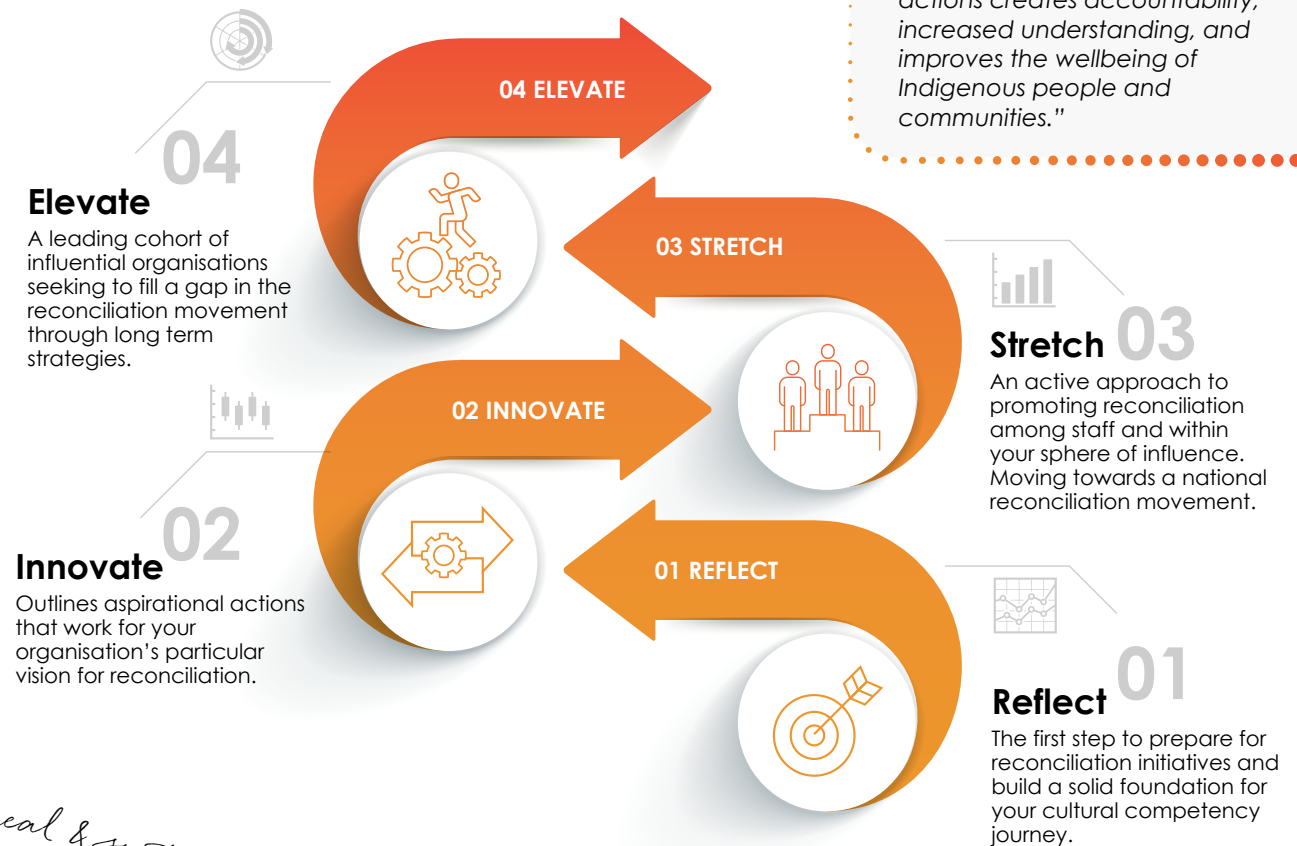 actions creates accountability,
increased understanding, and
improves the wellbeing of
Indigenous people and
communities.”
04 ELEVATE
04
Elevate
A leading cohort of
influential organisations
seeking to fill a gap in the
reconciliation movement
through long term
strategies.
03 STRETCH
Stretch 03
An active approach to
promoting reconciliation
among staff and within
your sphere of influence.
Moving towards a national
reconciliation movement.
02 INNOVATE
02
Innovate
Outlines aspirational actions
that work for your
organisation’s particular
vision for reconciliation.
01 REFLECT
01
Reflect
The first step to prepare for
reconciliation initiatives and
build a solid foundation for
your cultural competency
journey.